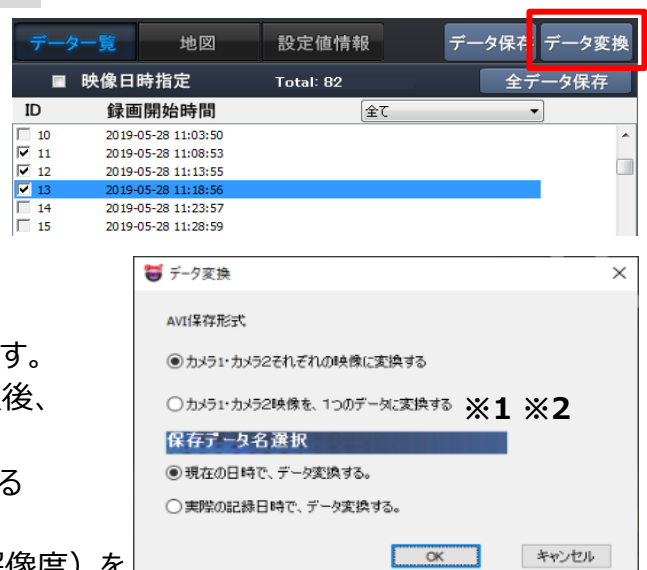 データ一覧 地図 設定値情報 データ保存 データ変換
映像日時指定 Total: 82 全データ保存
ID 録画開始時間 全て
10 2019-05-28 11:03:50
11 2019-05-28 11:08:53
12 2019-05-28 11:13:55
13 2019-05-28 11:18:56
14 2019-05-28 11:23:57
15 2019-05-28 11:28:59
データ変換
AVI保存形式
す。
カメラ1・カメラ2それぞれの映像に変換する
後、
カメラ1・カメラ2映像を、1つのデータに変換する ※1 ※2
保存データ名選択
る
現在の日時で、データ変換する。
実際の記録日時で、データ変換する。
像度）を
OK キャンセル